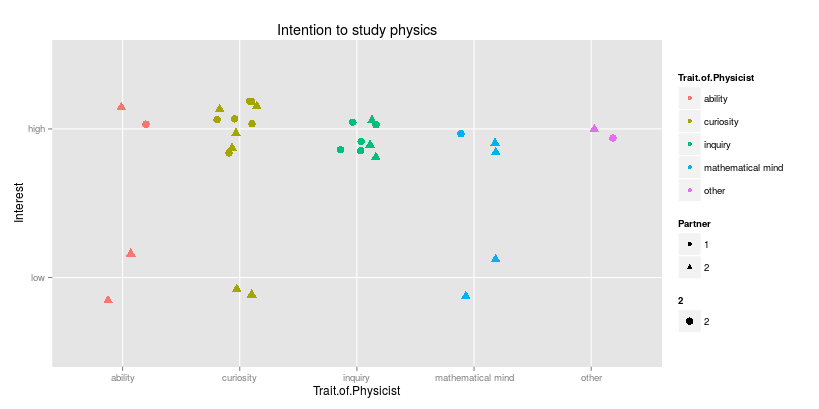 Intention to study physics
Interest
high
low
ability
curiosity
inquiry
mathematical mind
other
Trait.of.Physicist
Trait.of.Physicist
ability
curiosity
inquiry
mathematical mind
other
Partner
1
2
2
2